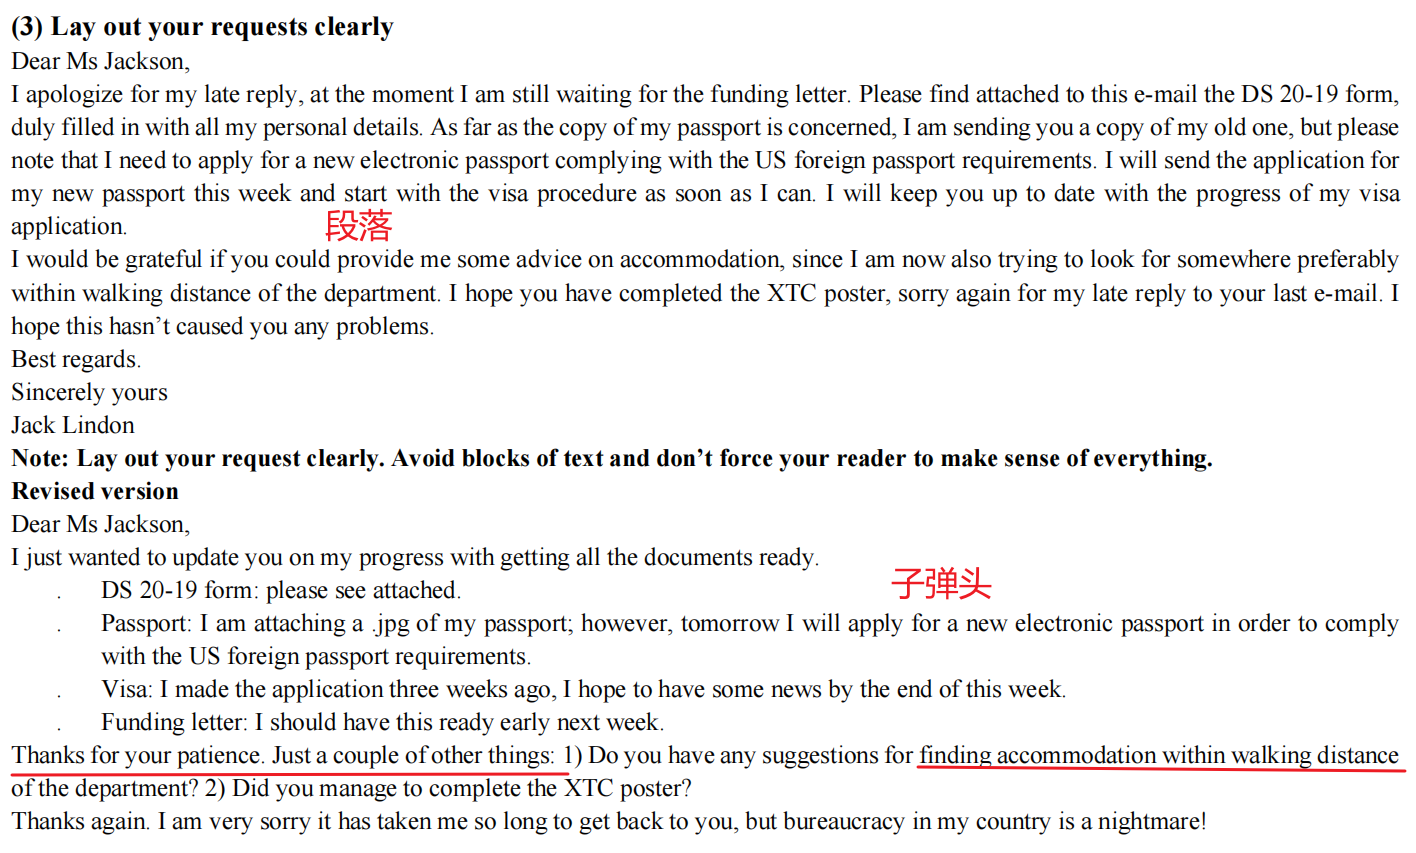 (3) Lay out your requests clearly
Dear Ms Jackson,
I apologize for my late reply, at the moment I am still waiting for the funding letter. Please find attached to this e-mail the DS 20-19 form,
duly filled in with all my personal details. As far as the copy of my passport is concerned, I am sending you a copy of my old one, but please
note that I need to apply for a new electronic passport complying with the US foreign passport requirements. I will send the application for
my new passport this week and start with the visa procedure as soon as I can. I will keep you up to date with the progress of my visa
application.
段落
I would be grateful if you could provide me some advice on accommodation, since I am now also trying to look for somewhere preferably
within walking distance of the department. I hope you have completed the XTC poster, sorry again for my late reply to your last e-mail. I
hope this hasn’t caused you any problems.
Best regards.
Sincerely yours
Jack Lindon
Note: Lay out your request clearly. Avoid blocks of text and don’t force your reader to make sense of everything.
Revised version
Dear Ms Jackson,
I just wanted to update you on my progress with getting all the documents ready.
子弹头
. DS 20-19 form: please see attached.
. Passport: I am attaching a .jpg of my passport; however, tomorrow I will apply for a new electronic passport in order to comply
with the US foreign passport requirements.
. Visa: I made the application three weeks ago, I hope to have some news by the end of this week.
. Funding letter: I should have this ready early next week.
Thanks for your patience. Just a couple of other things: 1) Do you have any suggestions for finding accommodation within walking distance
of the department? 2) Did you manage to complete the XTC poster?
Thanks again. I am very sorry it has taken me so long to get back to you, but bureaucracy in my country is a nightmare!